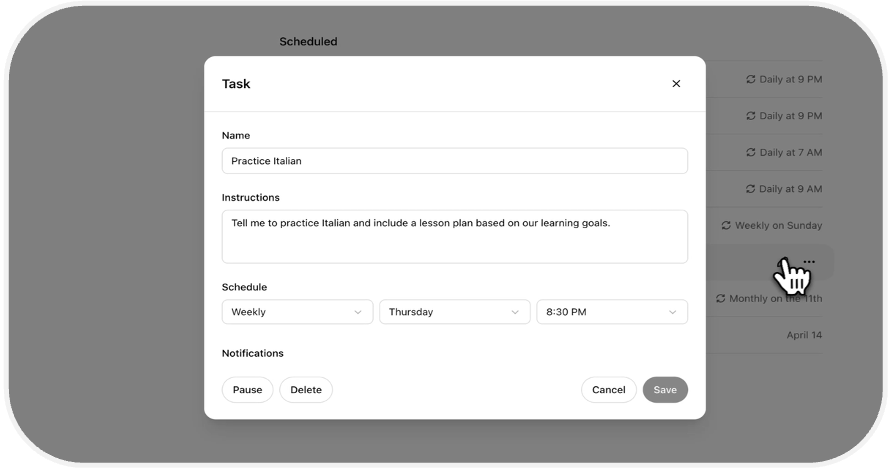 Scheduled
Task
Daily at 9 PM
Name
Daily at 9 PM
Practice Italian
Daily at 7 AM
Instructions
Daily at 9 AM
Tell me to practice Italian and include a lesson plan based on our learning goals.
Weekly on Sunday
Schedule
Weekly
Thursday
8:30 PM
Monthly on the 11th
April 14
Notifications
Pause
Delete
Cancel
Save